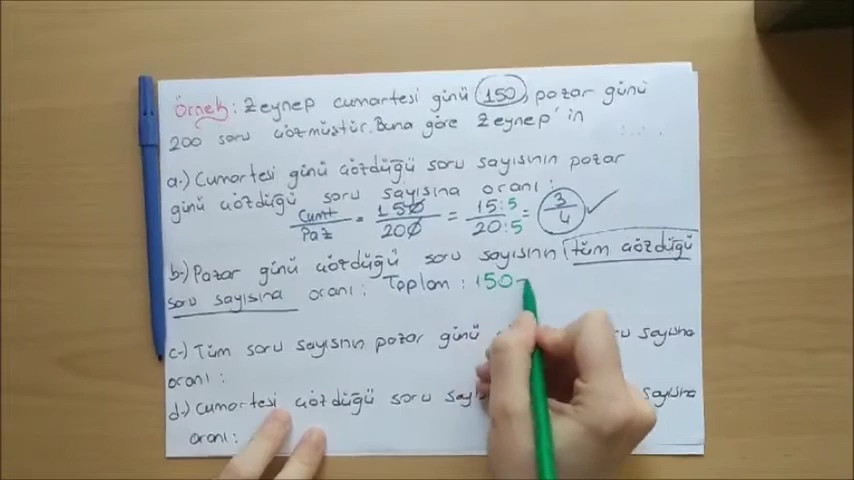 Örnek: Zeynep cumartesi günü 150, pazar günü
200 soru çözmüştür. Buna göre Zeynep'in
a-) Cumartesi günü çözdüğü soru sayısının pazar
günü çözdüğü soru sayısına oranı:
Cumt/Paz = 150/200 = 15:5/20:5 = 3/4 ✓
b-) Pazar günü çözdüğü soru sayısının tüm çözdüğü
soru sayısına oranı: Toplam: 150
c-) Tüm soru sayısının pazar günü soru sayısına
oranı:
d-) Cumartesi çözdüğü soru sayısına
oranı: